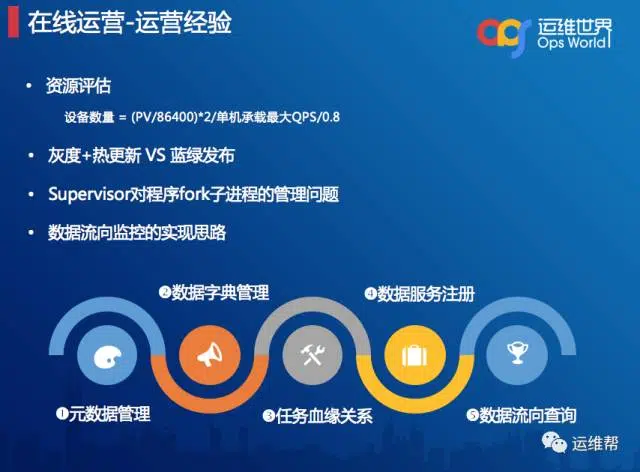 在线运营-运营经验
运维世界
Ops World
• 资源评估
设备数量 = (PV/86400)*2/单机承载最大QPS/0.8
• 灰度+热更新 VS 蓝绿发布
• Supervisor对程序fork子进程的管理问题
• 数据流向监控的实现思路
❷数据字典管理
❹数据服务注册
❶元数据管理
❸任务血缘关系
❺数据流向查询
运维帮